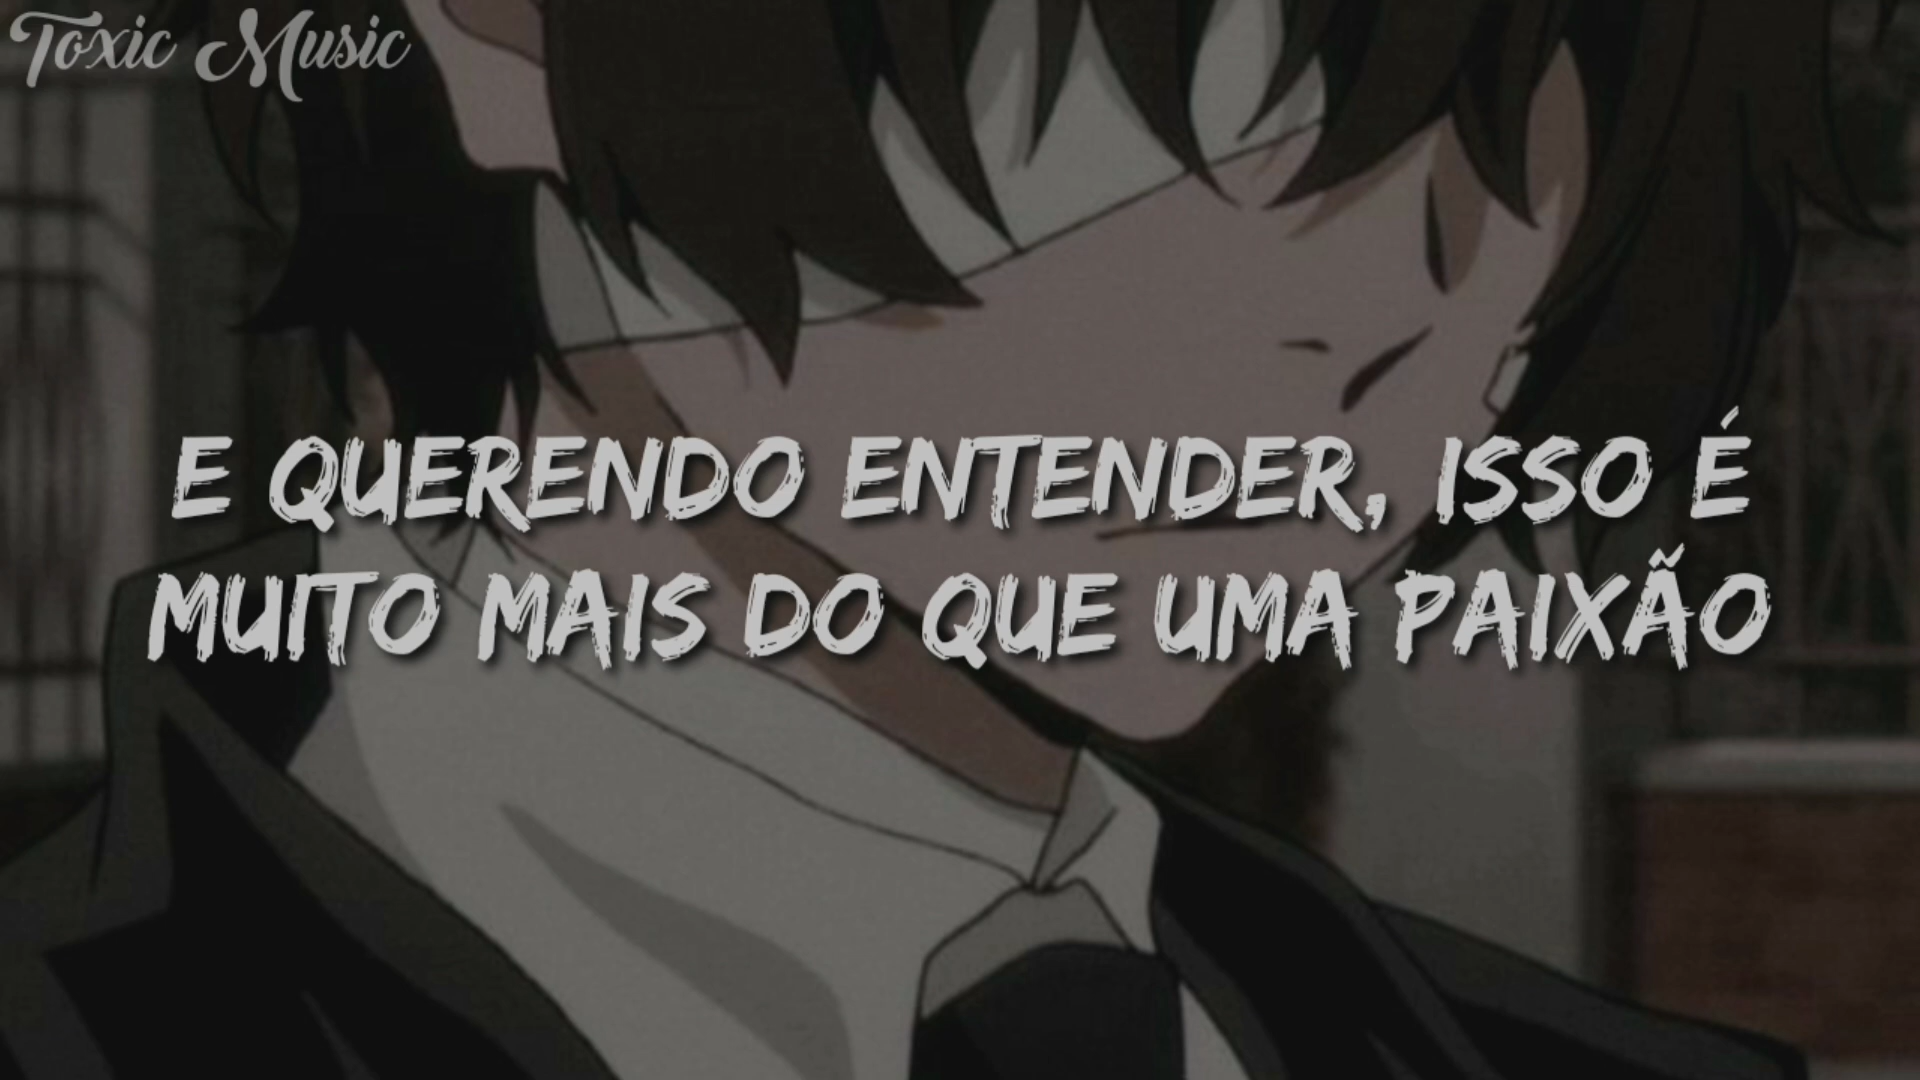 Toxic Music
E QUERENDO ENTENDER, ISSO É
MUITO MAIS DO QUE UMA PAIXÃO